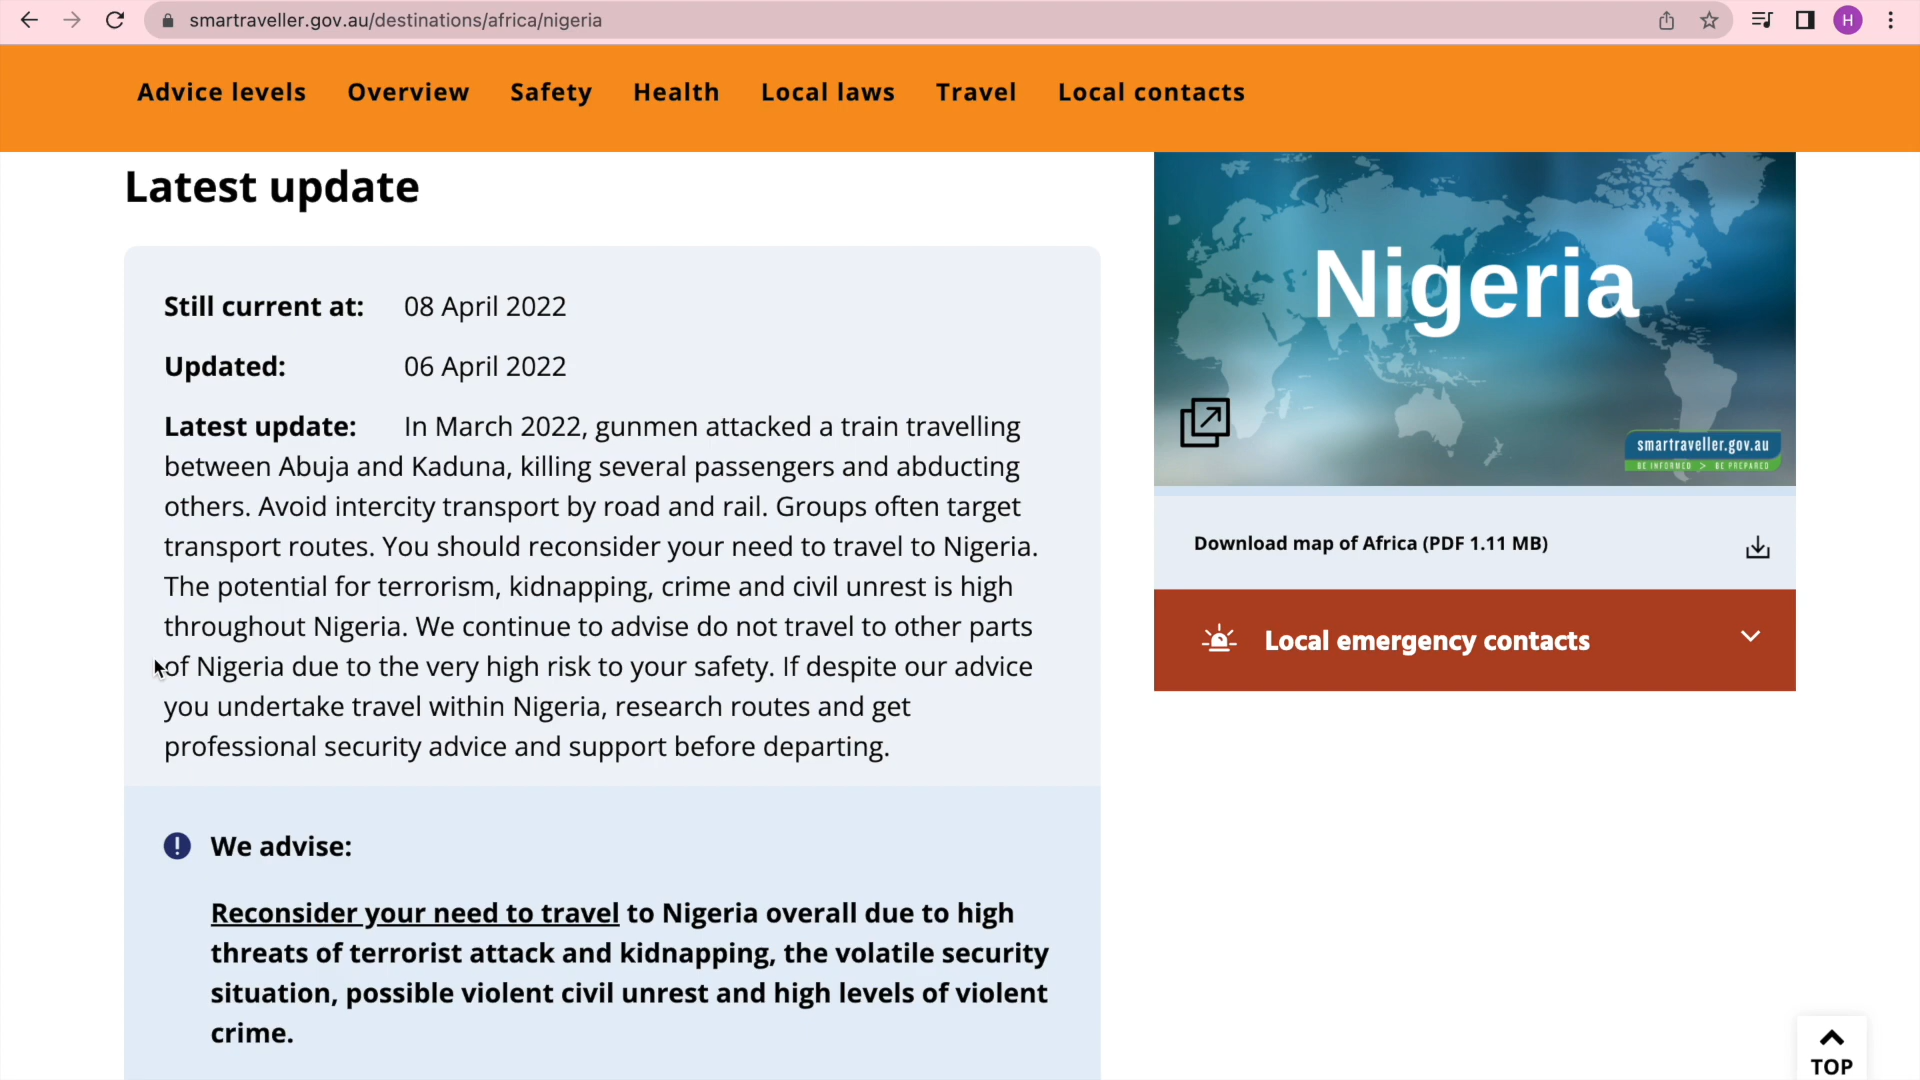 smartraveller.gov.au/destinations/africa/nigeria
H
Advice levels Overview Safety Health Local laws Travel Local contacts
Latest update
Still current at: 08 April 2022
Updated: 06 April 2022
Latest update: In March 2022, gunmen attacked a train travelling
between Abuja and Kaduna, killing several passengers and abducting
others. Avoid intercity transport by road and rail. Groups often target
transport routes. You should reconsider your need to travel to Nigeria.
The potential for terrorism, kidnapping, crime and civil unrest is high
throughout Nigeria. We continue to advise do not travel to other parts
of Nigeria due to the very high risk to your safety. If despite our advice
you undertake travel within Nigeria, research routes and get
professional security advice and support before departing.
We advise:
Reconsider your need to travel to Nigeria overall due to high
threats of terrorist attack and kidnapping, the volatile security
situation, possible violent civil unrest and high levels of violent
crime.
Nigeria
smartraveller.gov.au
BE INFORMED > BE PREPARED
Download map of Africa (PDF 1.11 MB)
Local emergency contacts
TOP